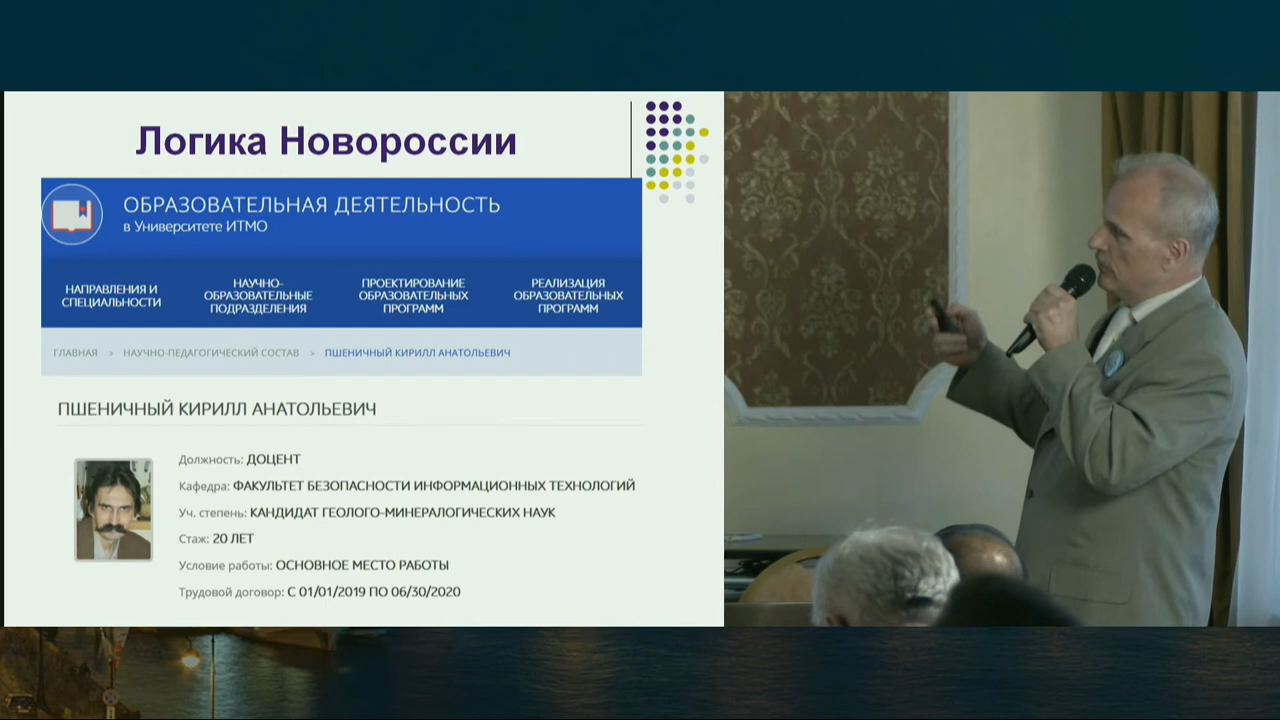 Логика Новороссии
ОБРАЗОВАТЕЛЬНАЯ ДЕЯТЕЛЬНОСТЬ
в Университете ИТМО
НАПРАВЛЕНИЯ И
СПЕЦИАЛЬНОСТИ
НАУЧНО-
ОБРАЗОВАТЕЛЬНЫЕ
ПОДРАЗДЕЛЕНИЯ
ПРОЕКТИРОВАНИЕ
ОБРАЗОВАТЕЛЬНЫХ
ПРОГРАММ
РЕАЛИЗАЦИЯ
ОБРАЗОВАТЕЛЬНЫХ
ПРОГРАММ
ГЛАВНАЯ > НАУЧНО-ПЕДАГОГИЧЕСКИЙ СОСТАВ > ПШЕНИЧНЫЙ КИРИЛЛ АНАТОЛЬЕВИЧ
ПШЕНИЧНЫЙ КИРИЛЛ АНАТОЛЬЕВИЧ
Должность: ДОЦЕНТ
Кафедра: ФАКУЛЬТЕТ БЕЗОПАСНОСТИ ИНФОРМАЦИОННЫХ ТЕХНОЛОГИЙ
Уч. степень: КАНДИДАТ ГЕОЛОГО-МИНЕРАЛОГИЧЕСКИХ НАУК
Стаж: 20 ЛЕТ
Условие работы: ОСНОВНОЕ МЕСТО РАБОТЫ
Трудовой договор: С 01/01/2019 ПО 06/30/2020